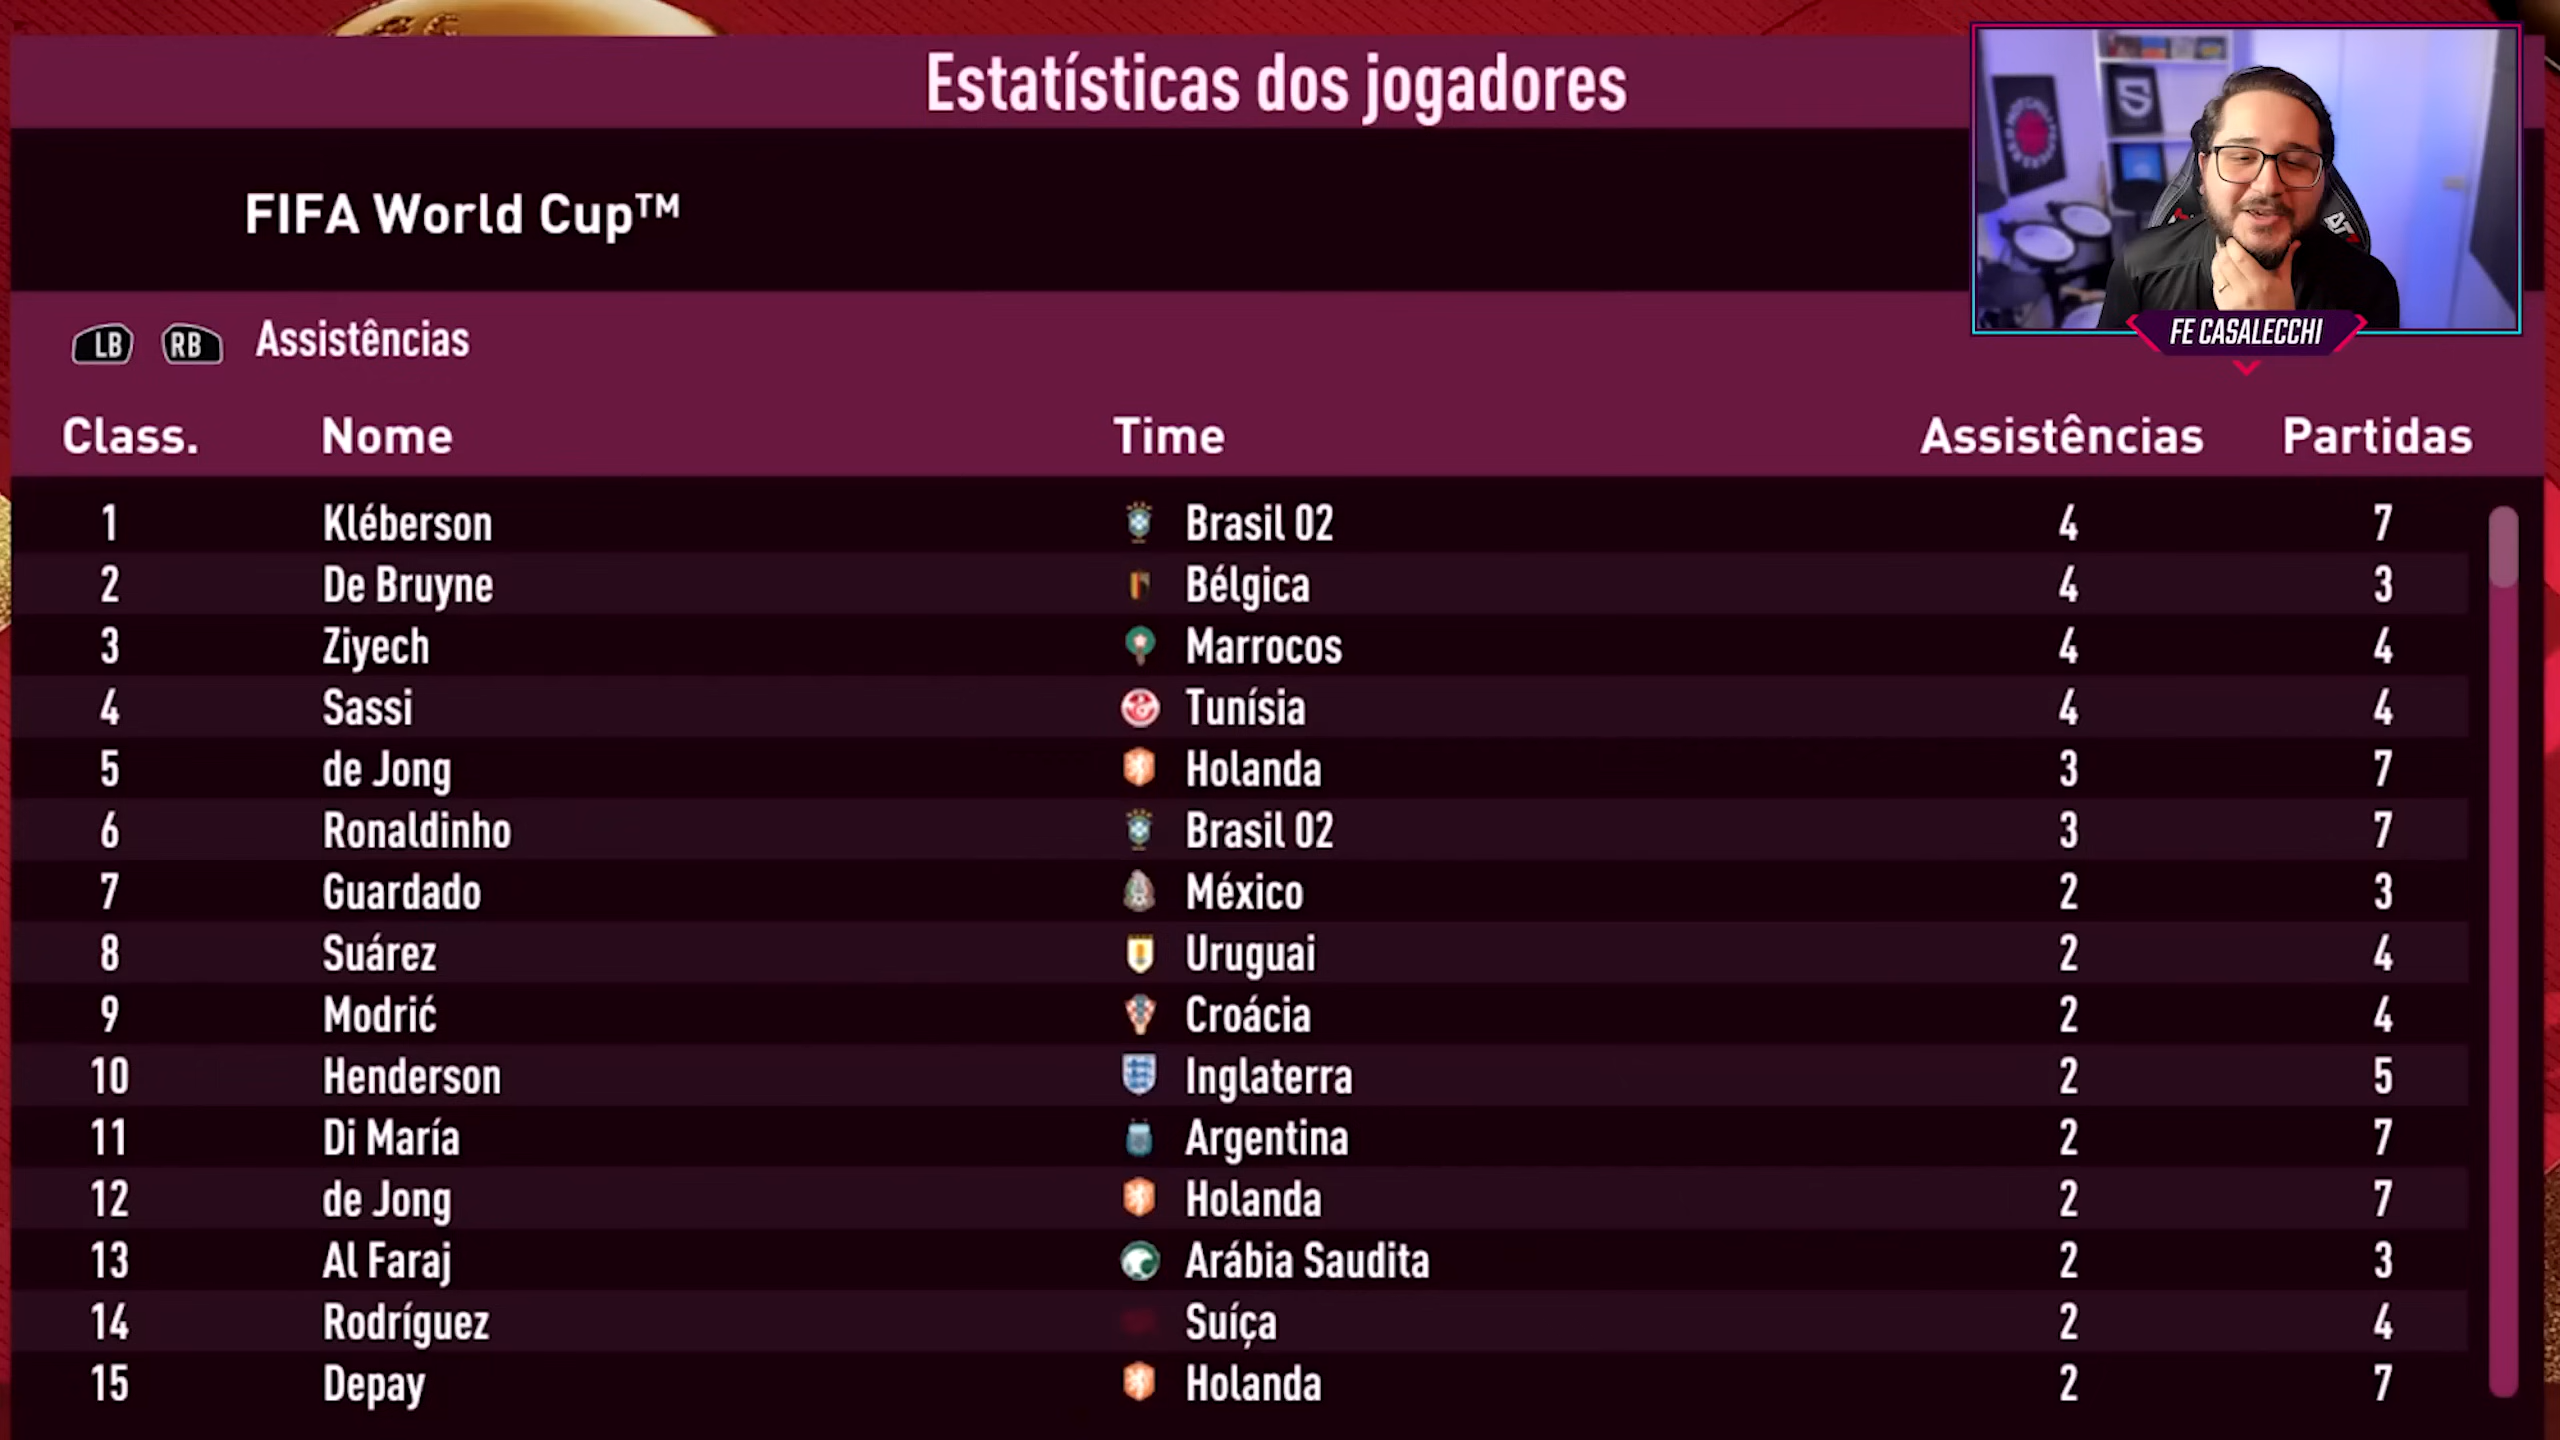 Estatísticas dos jogadores
FIFA World Cup™
FE CASALECCHI
LB RB Assistências
Class. Nome Time Assistências Partidas
1 Kléberson Brasil 02 4 7
2 De Bruyne Bélgica 4 3
3 Ziyech Marrocos 4 4
4 Sassi Tunísia 4 4
5 de Jong Holanda 3 7
6 Ronaldinho Brasil 02 3 7
7 Guardado México 2 3
8 Suárez Uruguai 2 4
9 Modrić Croácia 2 4
10 Henderson Inglaterra 2 5
11 Di María Argentina 2 7
12 de Jong Holanda 2 7
13 Al Faraj Arábia Saudita 2 3
14 Rodríguez Suíça 2 4
15 Depay Holanda 2 7